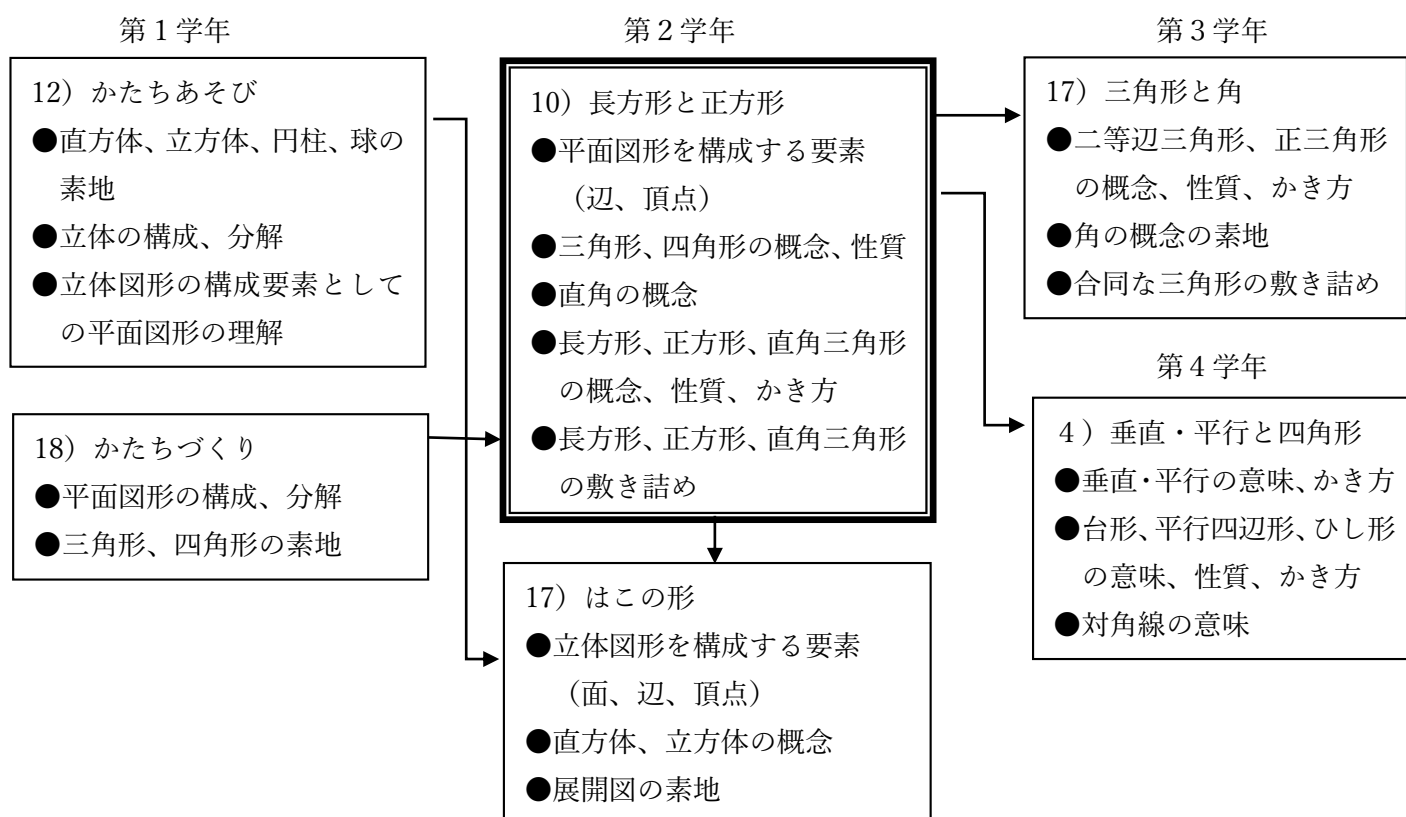 第１学年
12）かたちあそび
●直方体、立方体、円柱、球の
素地
●立体の構成、分解
●立体図形の構成要素として
の平面図形の理解
18）かたちづくり
●平面図形の構成、分解
●三角形、四角形の素地
第２学年
10）長方形と正方形
●平面図形を構成する要素
（辺、頂点）
●三角形、四角形の概念、性質
●直角の概念
●長方形、正方形、直角三角形
の概念、性質、かき方
●長方形、正方形、直角三角形
の敷き詰め
17）はこの形
●立体図形を構成する要素
（面、辺、頂点）
●直方体、立方体の概念
●展開図の素地
第３学年
17）三角形と角
●二等辺三角形、正三角形
の概念、性質、かき方
●角の概念の素地
●合同な三角形の敷き詰め
第４学年
４）垂直・平行と四角形
●垂直・平行の意味、かき方
●台形、平行四辺形、ひし形
の意味、性質、かき方
●対角線の意味